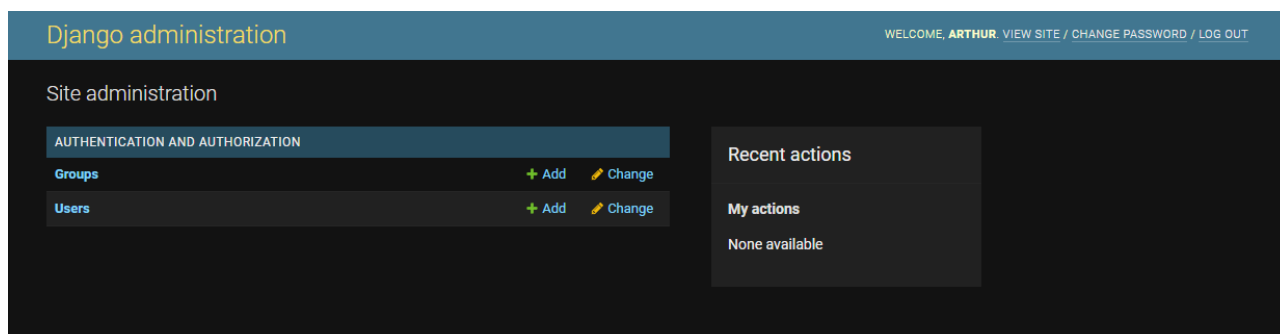 Django administration
WELCOME, ARTHUR. VIEW SITE / CHANGE PASSWORD / LOG OUT
Site administration
AUTHENTICATION AND AUTHORIZATION
Groups + Add Change
Users + Add Change
Recent actions
My actions
None available